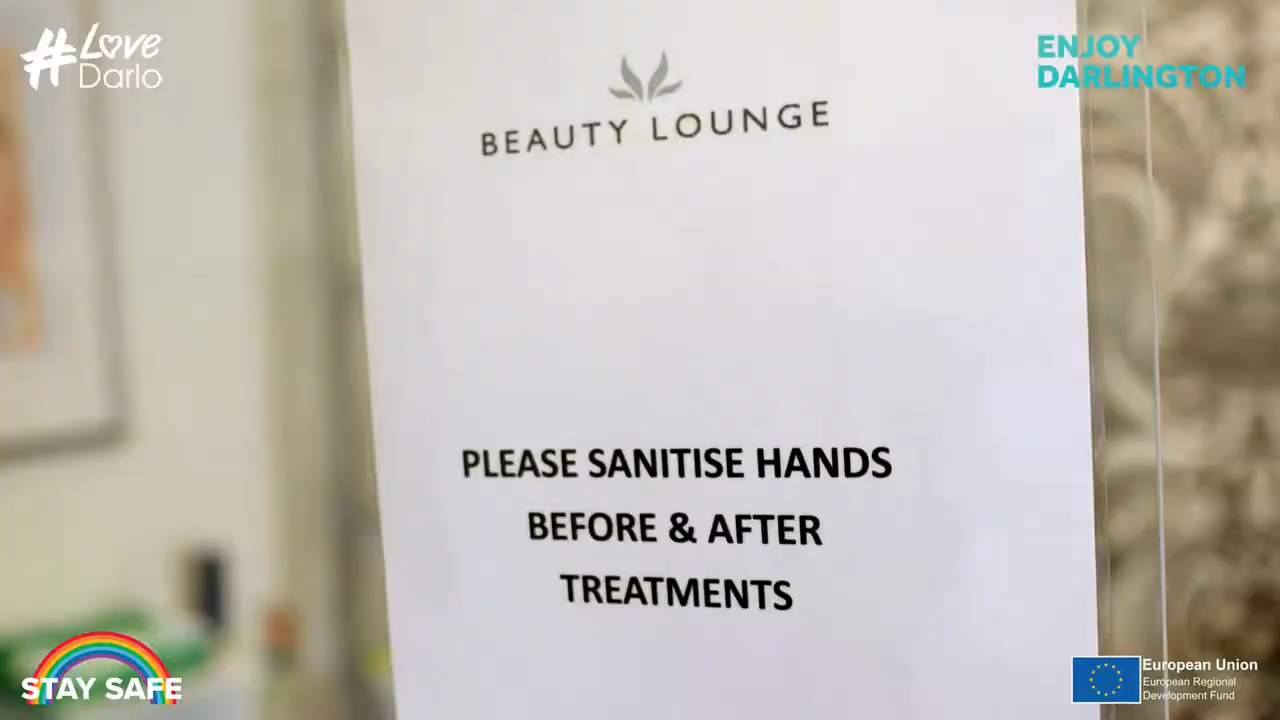 #Love
Darlo
ENJOY
DARLINGTON
BEAUTY LOUNGE
PLEASE SANITISE HANDS
BEFORE & AFTER
TREATMENTS
STAY SAFE
European Union
European Regional
Development Fund